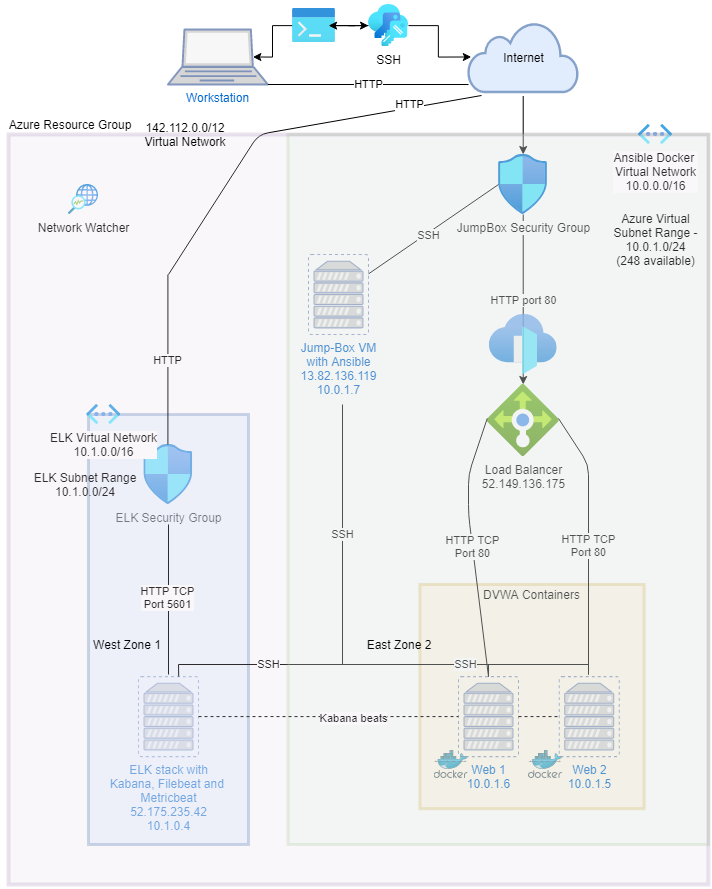 SSH
Internet
Workstation
HTTP
HTTP
Azure Resource Group
142.112.0.0/12
Virtual Network
Ansible Docker
Virtual Network
10.0.0.0/16
Network Watcher
JumpBox Security Group
Azure Virtual
Subnet Range -
10.0.1.0/24
(248 available)
SSH
HTTP port 80
Jump-Box VM
with Ansible
13.82.136.119
10.0.1.7
HTTP
ELK Virtual Network
10.1.0.0/16
ELK Subnet Range
10.1.0.0/24
ELK Security Group
Load Balancer
52.149.136.175
SSH
HTTP TCP
Port 80
HTTP TCP
Port 80
HTTP TCP
Port 5601
DVWA Containers
West Zone 1
East Zone 2
SSH
SSH
Kabana beats
ELK stack with
Kabana, Filebeat and
Metricbeat
52.175.235.42
10.1.0.4
docker
Web 1
10.0.1.6
docker
Web 2
10.0.1.5